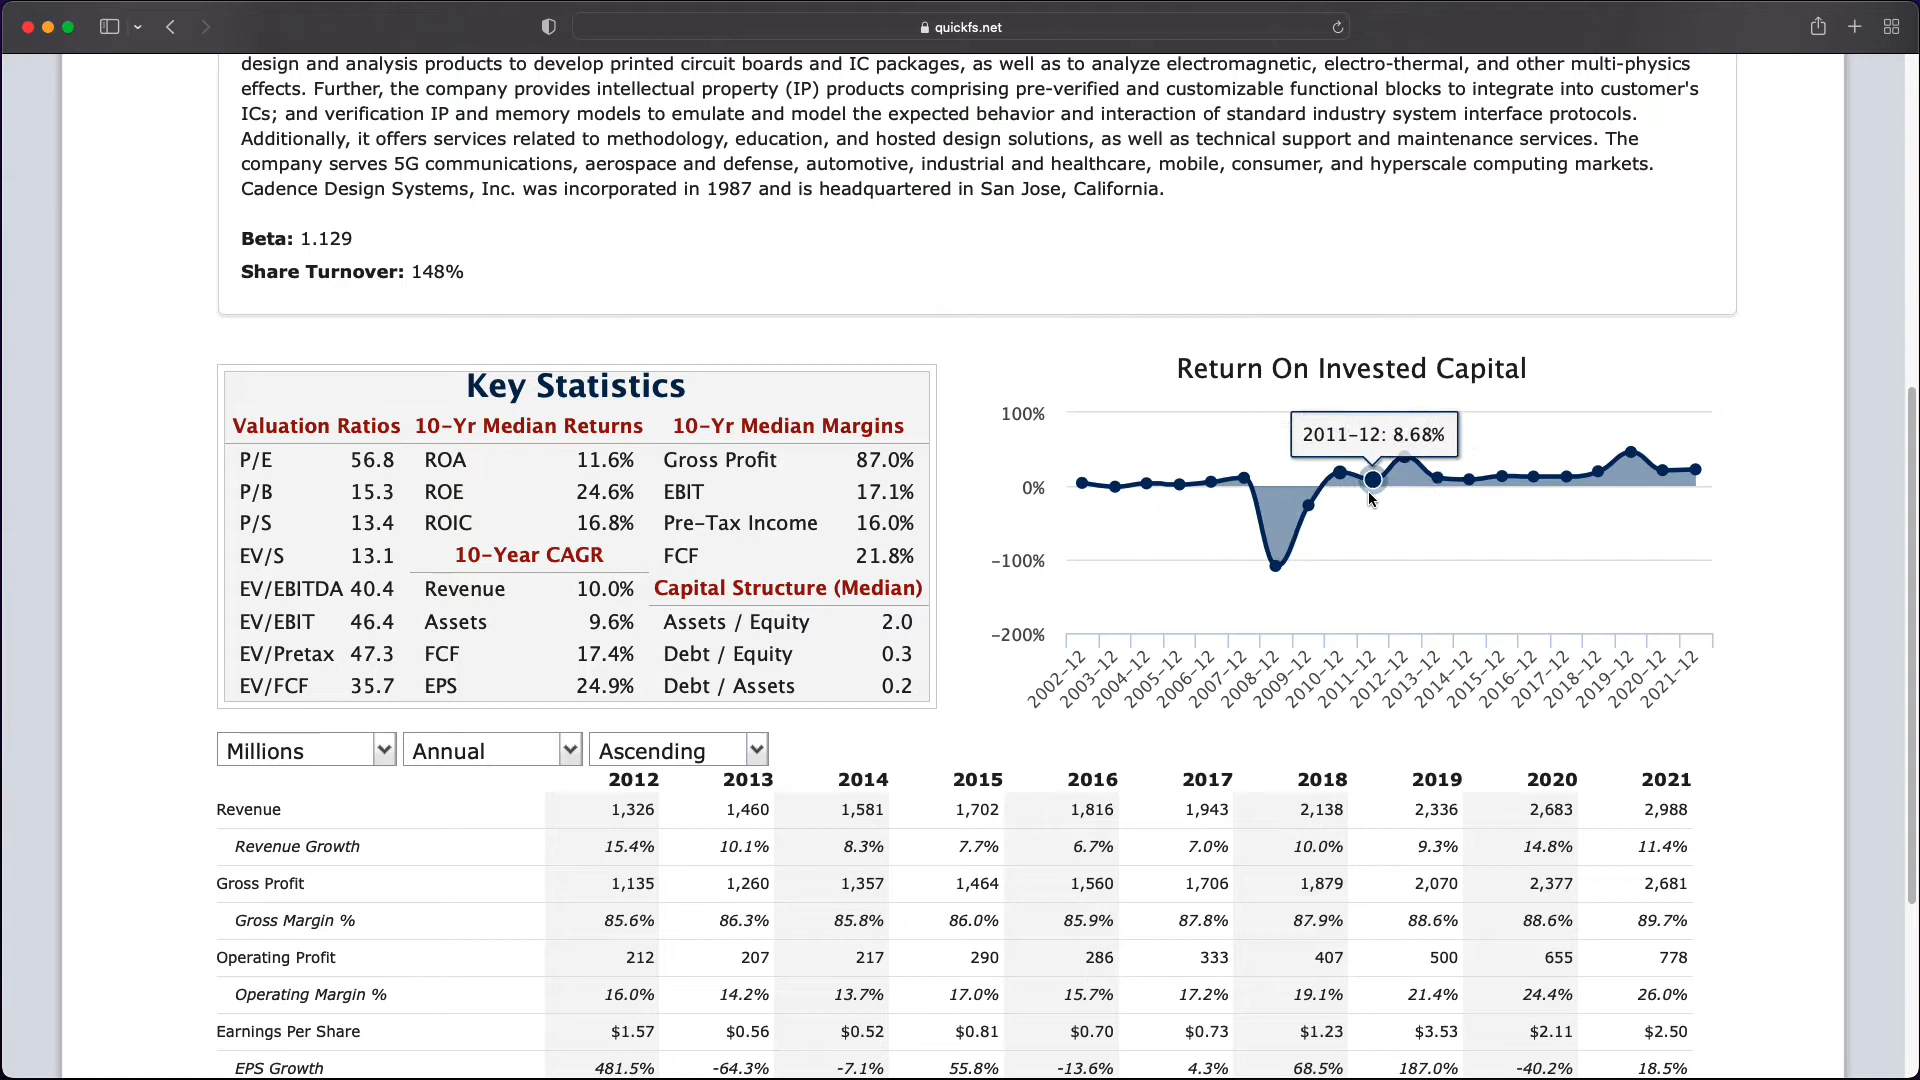 quickfs.net
design and analysis products to develop printed circuit boards and IC packages, as well as to analyze electromagnetic, electro-thermal, and other multi-physics
effects. Further, the company provides intellectual property (IP) products comprising pre-verified and customizable functional blocks to integrate into customer's
ICs; and verification IP and memory models to emulate and model the expected behavior and interaction of standard industry system interface protocols.
Additionally, it offers services related to methodology, education, and hosted design solutions, as well as technical support and maintenance services. The
company serves 5G communications, aerospace and defense, automotive, industrial and healthcare, mobile, consumer, and hyperscale computing markets.
Cadence Design Systems, Inc. was incorporated in 1987 and is headquartered in San Jose, California.
Beta: 1.129
Share Turnover: 148%
Key Statistics
Valuation Ratios 10-Yr Median Returns 10-Yr Median Margins
P/E 56.8 ROA 11.6% Gross Profit 87.0%
P/B 15.3 ROE 24.6% EBIT 17.1%
P/S 13.4 ROIC 16.8% Pre-Tax Income 16.0%
EV/S 13.1 10-Year CAGR FCF 21.8%
EV/EBITDA 40.4 Revenue 10.0% Capital Structure (Median)
EV/EBIT 46.4 Assets 9.6% Assets / Equity 2.0
EV/Pretax 47.3 FCF 17.4% Debt / Equity 0.3
EV/FCF 35.7 EPS 24.9% Debt / Assets 0.2
Return On Invested Capital
100%
2011-12: 8.68%
0%
-100%
-200%
2002-12 2003-12 2004-12 2005-12 2006-12 2007-12 2008-12 2009-12 2010-12 2011-12 2012-12 2013-12 2014-12 2015-12 2016-12 2017-12 2018-12 2019-12 2020-12 2021-12
Millions Annual Ascending
2012 2013 2014 2015 2016 2017 2018 2019 2020 2021
Revenue 1,326 1,460 1,581 1,702 1,816 1,943 2,138 2,336 2,683 2,988
Revenue Growth 15.4% 10.1% 8.3% 7.7% 6.7% 7.0% 10.0% 9.3% 14.8% 11.4%
Gross Profit 1,135 1,260 1,357 1,464 1,560 1,706 1,879 2,070 2,377 2,681
Gross Margin % 85.6% 86.3% 85.8% 86.0% 85.9% 87.8% 87.9% 88.6% 88.6% 89.7%
Operating Profit 212 207 217 290 286 333 407 500 655 778
Operating Margin % 16.0% 14.2% 13.7% 17.0% 15.7% 17.2% 19.1% 21.4% 24.4% 26.0%
Earnings Per Share $1.57 $0.56 $0.52 $0.81 $0.70 $0.73 $1.23 $3.53 $2.11 $2.50
EPS Growth 481.5% -64.3% -7.1% 55.8% -13.6% 4.3% 68.5% 187.0% -40.2% 18.5%